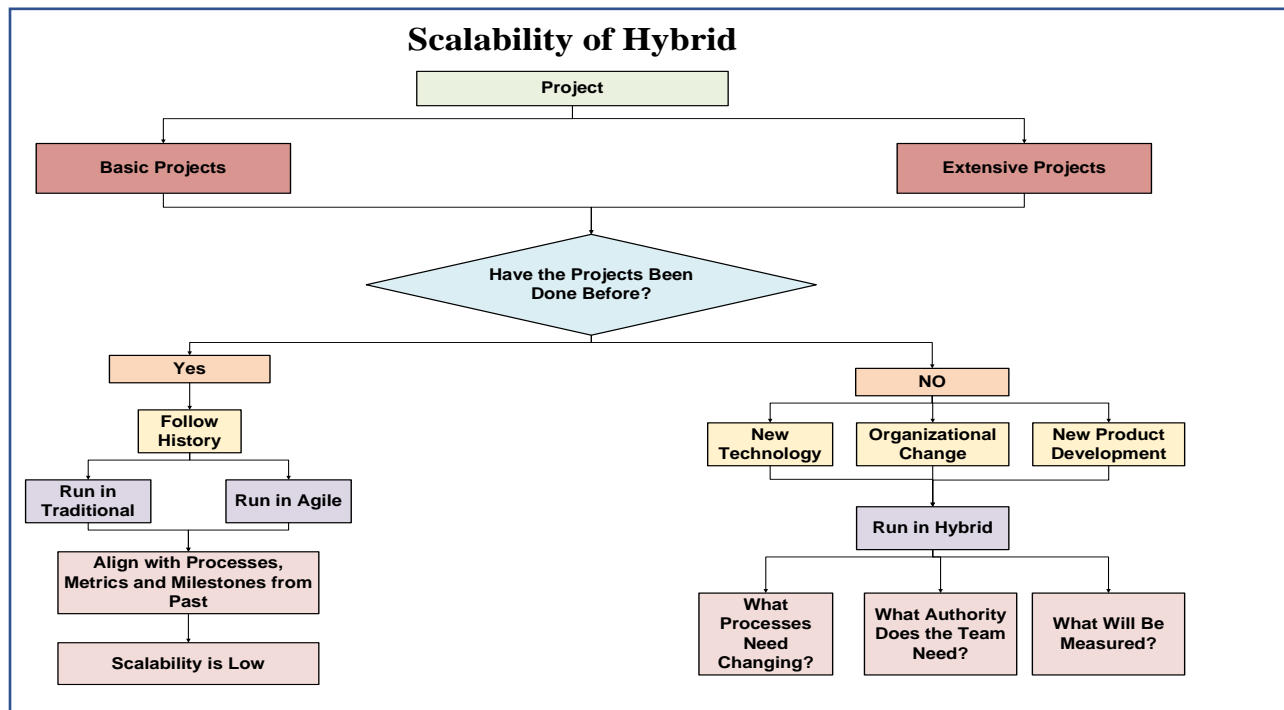 Scalability of Hybrid
Project
Basic Projects
Extensive Projects
Have the Projects Been
Done Before?
Yes
NO
Follow
History
New
Technology
Organizational
Change
New Product
Development
Run in
Traditional
Run in Agile
Run in Hybrid
Align with Processes,
Metrics and Milestones from
Past
Scalability is Low
What
Processes
Need
Changing?
What Authority
Does the Team
Need?
What Will Be
Measured?